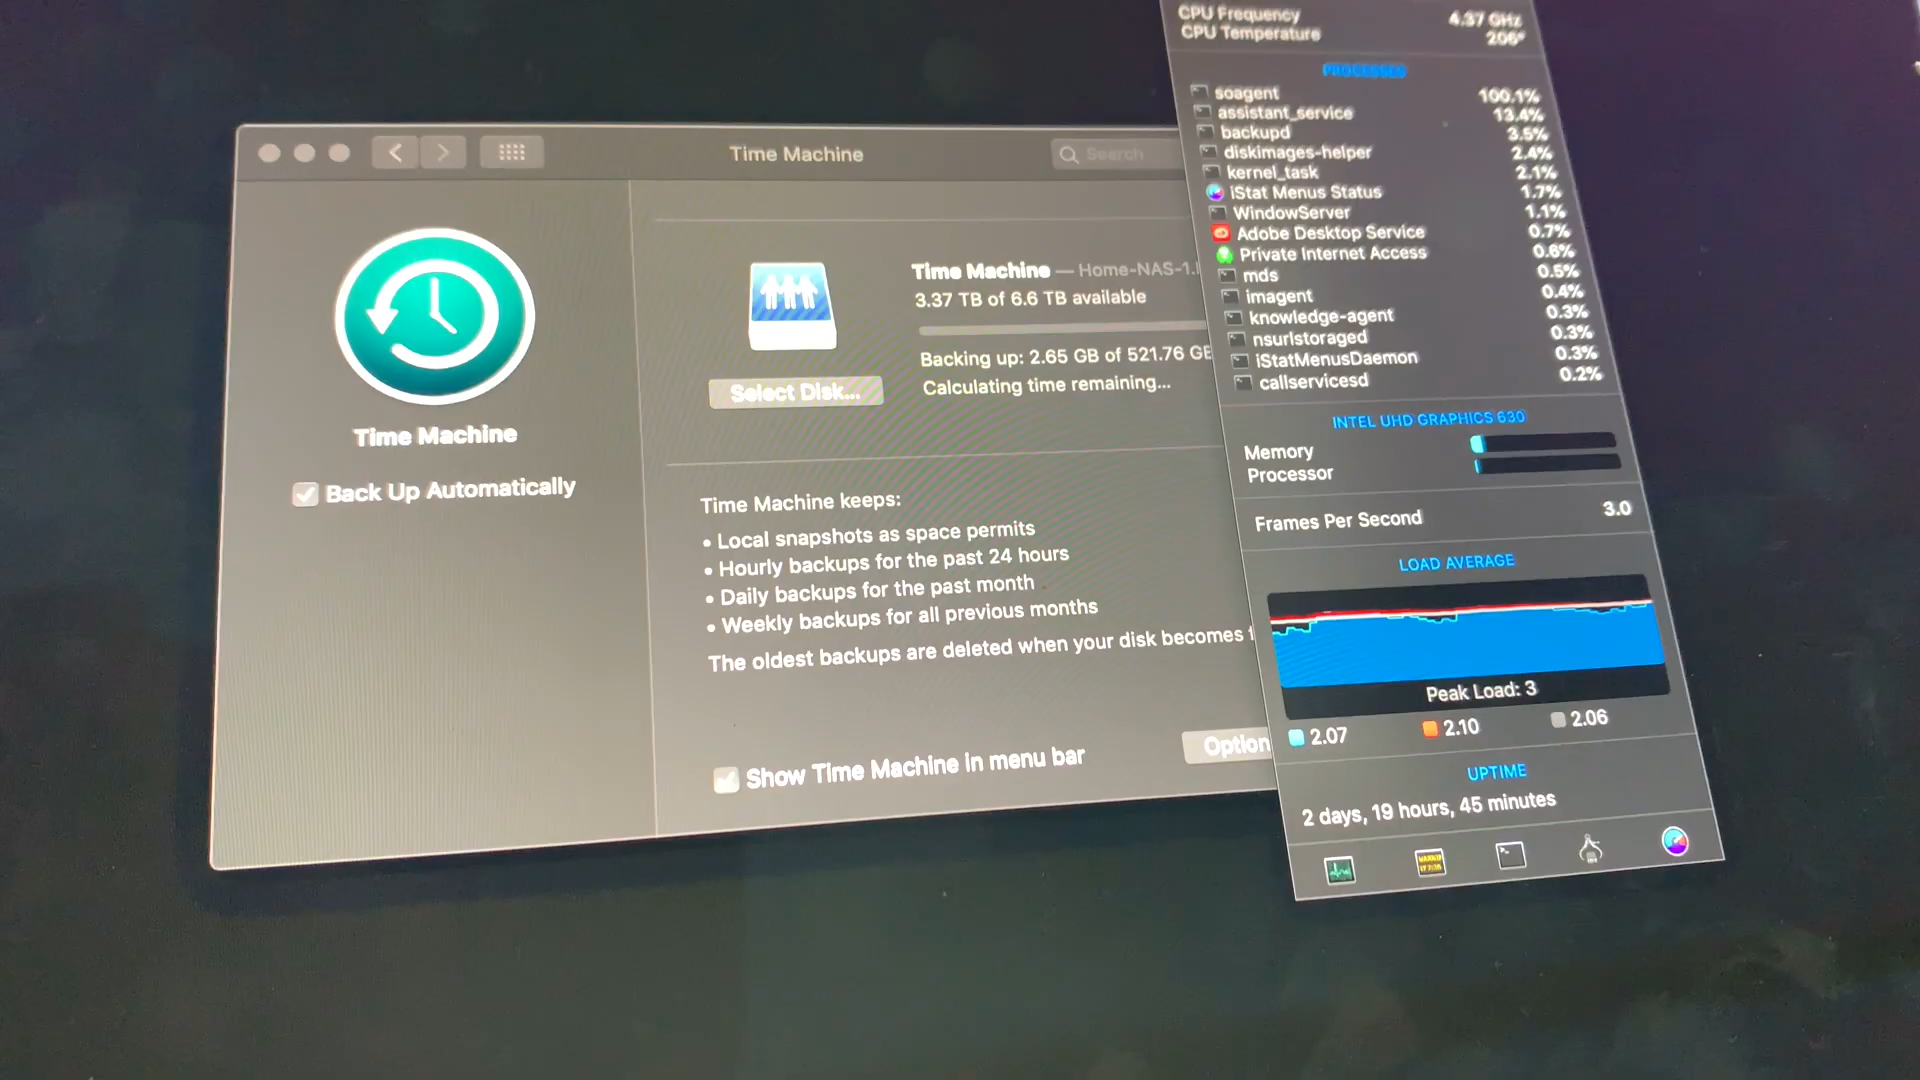 Time Machine
Search
Time Machine
Back Up Automatically
Select Disk...
Time Machine — Home-NAS-1.
3.37 TB of 6.6 TB available
Backing up: 2.65 GB of 521.76 GB
Calculating time remaining...
Time Machine keeps:
• Local snapshots as space permits
• Hourly backups for the past 24 hours
• Daily backups for the past month
• Weekly backups for all previous months
The oldest backups are deleted when your disk becomes f
Show Time Machine in menu bar
Option
CPU Frequency 4.37 GHz
CPU Temperature 206°
PROCESSES
soagent 100.1%
assistant_service 13.4%
backupd 3.5%
diskimages-helper 2.4%
kernel_task 2.1%
iStat Menus Status 1.7%
WindowServer 1.1%
Adobe Desktop Service 0.7%
Private Internet Access 0.6%
mds 0.5%
imagent 0.4%
knowledge-agent 0.3%
nsurlstoraged 0.3%
iStatMenusDaemon 0.3%
callservicesd 0.2%
INTEL UHD GRAPHICS 630
Memory
Processor
Frames Per Second 3.0
LOAD AVERAGE
Peak Load: 3
2.07 2.10 2.06
UPTIME
2 days, 19 hours, 45 minutes